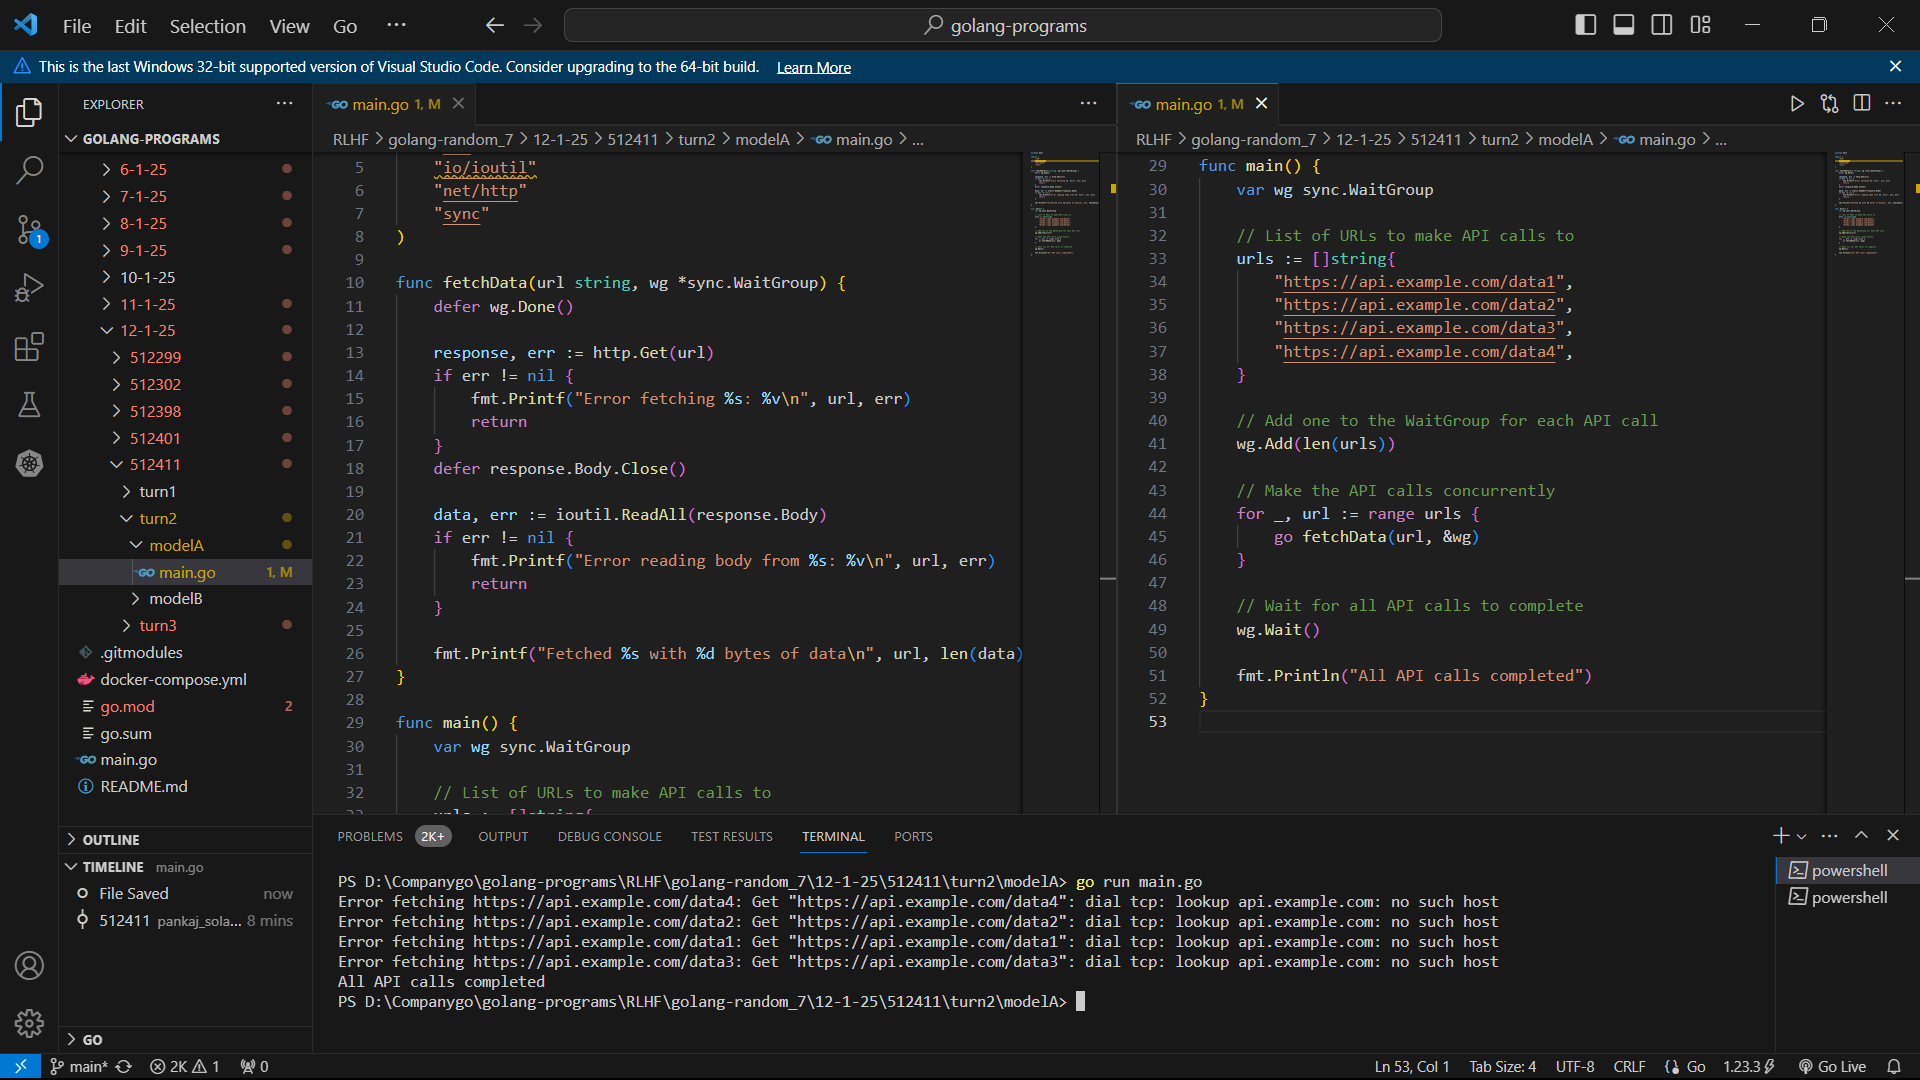 File Edit Selection View Go ···
golang-programs
This is the last Windows 32-bit supported version of Visual Studio Code. Consider upgrading to the 64-bit build. Learn More
EXPLORER
GOLANG-PROGRAMS
6-1-25
7-1-25
8-1-25
9-1-25
10-1-25
11-1-25
12-1-25
512299
512302
512398
512401
512411
turn1
turn2
modelA
main.go 1, M
modelB
turn3
.gitmodules
docker-compose.yml
go.mod 2
go.sum
main.go
README.md
OUTLINE
TIMELINE main.go
File Saved now
512411 pankaj_sola... 8 mins
GO
main.go 1, M
RLHF > golang-random_7 > 12-1-25 > 512411 > turn2 > modelA > main.go > ...
5 "io/ioutil"
6 "net/http"
7 "sync"
8 )
9
10 func fetchData(url string, wg *sync.WaitGroup) {
11 defer wg.Done()
12
13 response, err := http.Get(url)
14 if err != nil {
15 fmt.Printf("Error fetching %s: %v\n", url, err)
16 return
17 }
18 defer response.Body.Close()
19
20 data, err := ioutil.ReadAll(response.Body)
21 if err != nil {
22 fmt.Printf("Error reading body from %s: %v\n", url, err)
23 return
24 }
25
26 fmt.Printf("Fetched %s with %d bytes of data\n", url, len(data)
27 }
28
29 func main() {
30 var wg sync.WaitGroup
31
32 // List of URLs to make API calls to
main.go 1, M
RLHF > golang-random_7 > 12-1-25 > 512411 > turn2 > modelA > main.go > ...
29 func main() {
30 var wg sync.WaitGroup
31
32 // List of URLs to make API calls to
33 urls := []string{
34 "https://api.example.com/data1",
35 "https://api.example.com/data2",
36 "https://api.example.com/data3",
37 "https://api.example.com/data4",
38 }
39
40 // Add one to the WaitGroup for each API call
41 wg.Add(len(urls))
42
43 // Make the API calls concurrently
44 for _, url := range urls {
45 go fetchData(url, &wg)
46 }
47
48 // Wait for all API calls to complete
49 wg.Wait()
50
51 fmt.Println("All API calls completed")
52 }
53
PROBLEMS 2K+ OUTPUT DEBUG CONSOLE TEST RESULTS TERMINAL PORTS
PS D:\Companygo\golang-programs\RLHF\golang-random_7\12-1-25\512411\turn2\modelA> go run main.go
Error fetching https://api.example.com/data4: Get "https://api.example.com/data4": dial tcp: lookup api.example.com: no such host
Error fetching https://api.example.com/data2: Get "https://api.example.com/data2": dial tcp: lookup api.example.com: no such host
Error fetching https://api.example.com/data1: Get "https://api.example.com/data1": dial tcp: lookup api.example.com: no such host
Error fetching https://api.example.com/data3: Get "https://api.example.com/data3": dial tcp: lookup api.example.com: no such host
All API calls completed
PS D:\Companygo\golang-programs\RLHF\golang-random_7\12-1-25\512411\turn2\modelA>
powershell
powershell
main* 2K 1 0 Ln 53, Col 1 Tab Size: 4 UTF-8 CRLF Go 1.23.3 Go Live